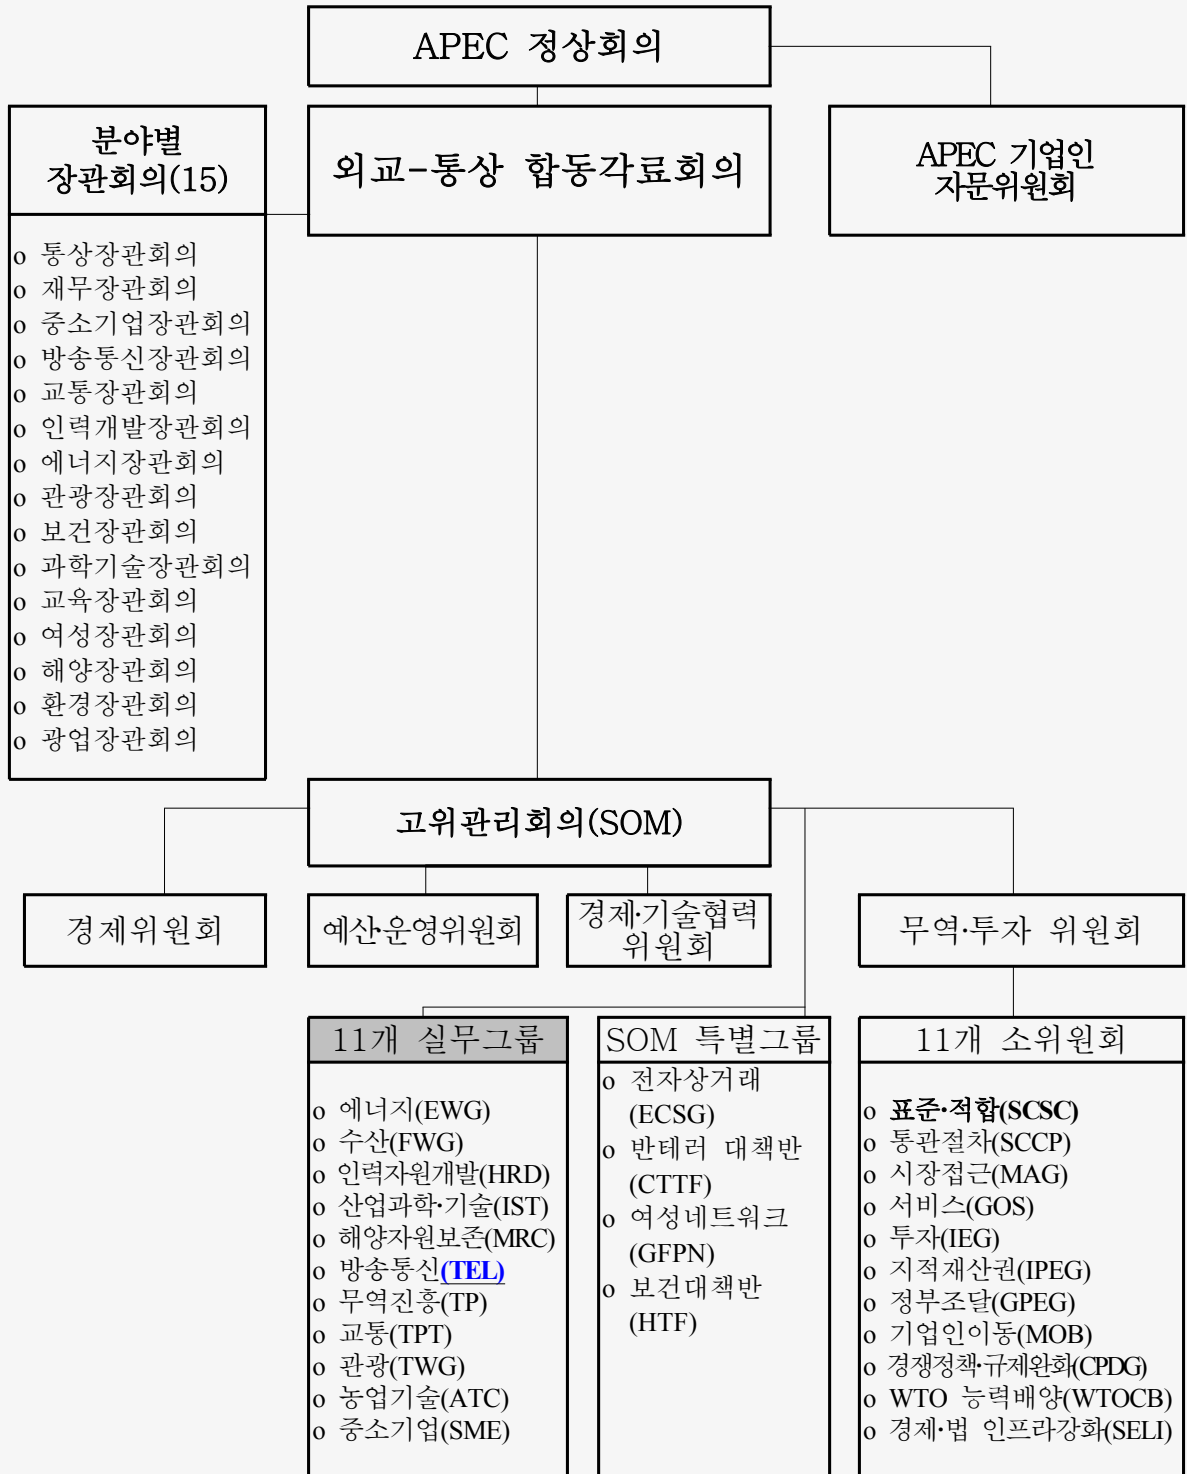 APEC 정상회의
분야별
장관회의(15)
o 통상장관회의
o 재무장관회의
o 중소기업장관회의
o 방송통신장관회의
o 교통장관회의
o 인력개발장관회의
o 에너지장관회의
o 관광장관회의
o 보건장관회의
o 과학기술장관회의
o 교육장관회의
o 여성장관회의
o 해양장관회의
o 환경장관회의
o 광업장관회의
외교-통상 합동각료회의
APEC 기업인
자문위원회
고위관리회의(SOM)
경제위원회
예산·운영위원회
경제·기술협력
위원회
무역·투자 위원회
11개 실무그룹
o 에너지(EWG)
o 수산(FWG)
o 인력자원개발(HRD)
o 산업과학·기술(IST)
o 해양자원보존(MRC)
o 방송통신(TEL)
o 무역진흥(TP)
o 교통(TPT)
o 관광(TWG)
o 농업기술(ATC)
o 중소기업(SME)
SOM 특별그룹
o 전자상거래
(ECSG)
o 반테러 대책반
(CTTF)
o 여성네트워크
(GFPN)
o 보건대책반
(HTF)
11개 소위원회
o 표준·적합(SCSC)
o 통관절차(SCCP)
o 시장접근(MAG)
o 서비스(GOS)
o 투자(IEG)
o 지적재산권(IPEG)
o 정부조달(GPEG)
o 기업인이동(MOB)
o 경쟁정책·규제완화(CPDG)
o WTO 능력배양(WTOCB)
o 경제·법 인프라강화(SELI)